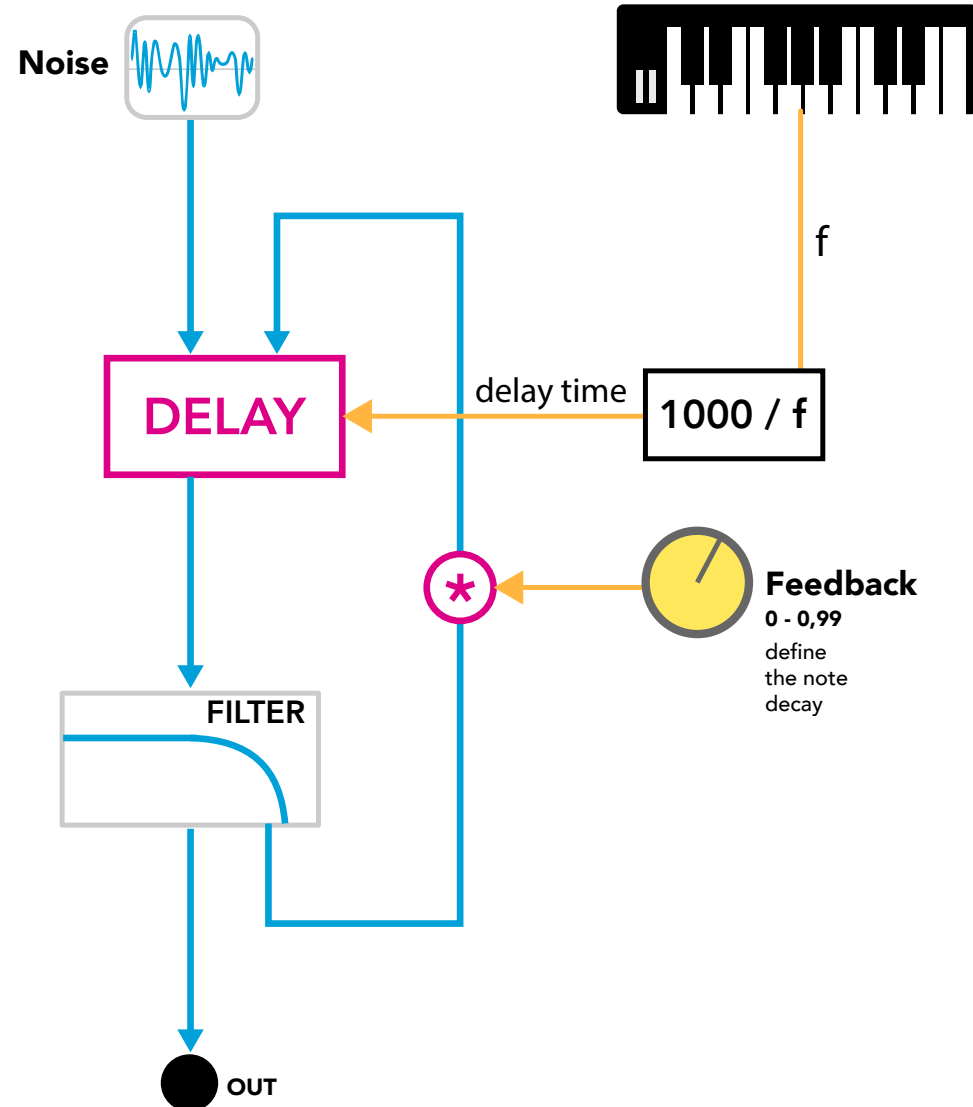 Noise
f
delay time
1000 / f
DELAY
*
Feedback
0 - 0,99
define
the note
decay
FILTER
OUT